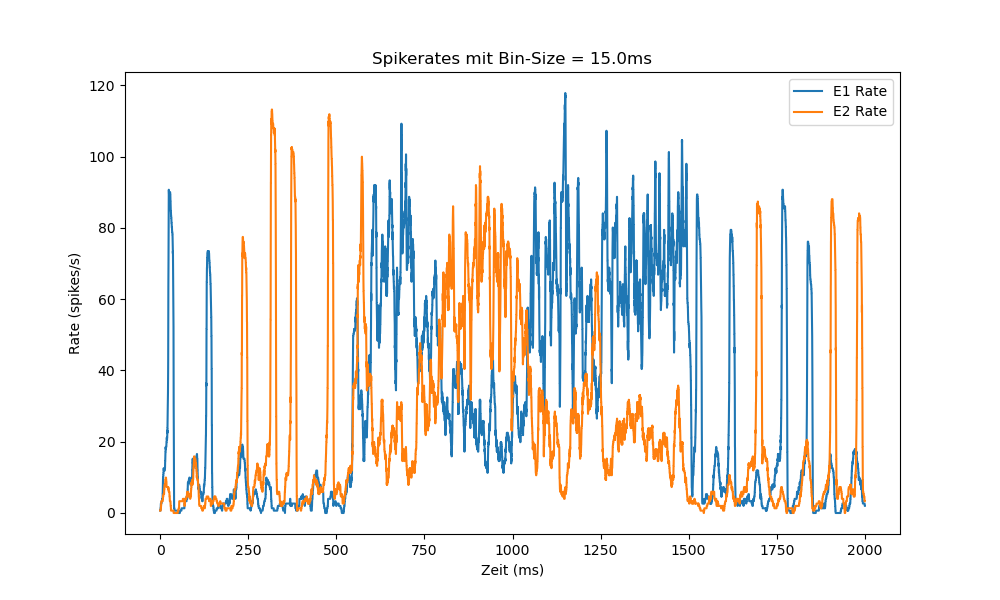 Spikerates mit Bin-Size = 15.0ms
E1 Rate
E2 Rate
Rate (spikes/s)
120
100
80
60
40
20
0
0 250 500 750 1000 1250 1500 1750 2000
Zeit (ms)